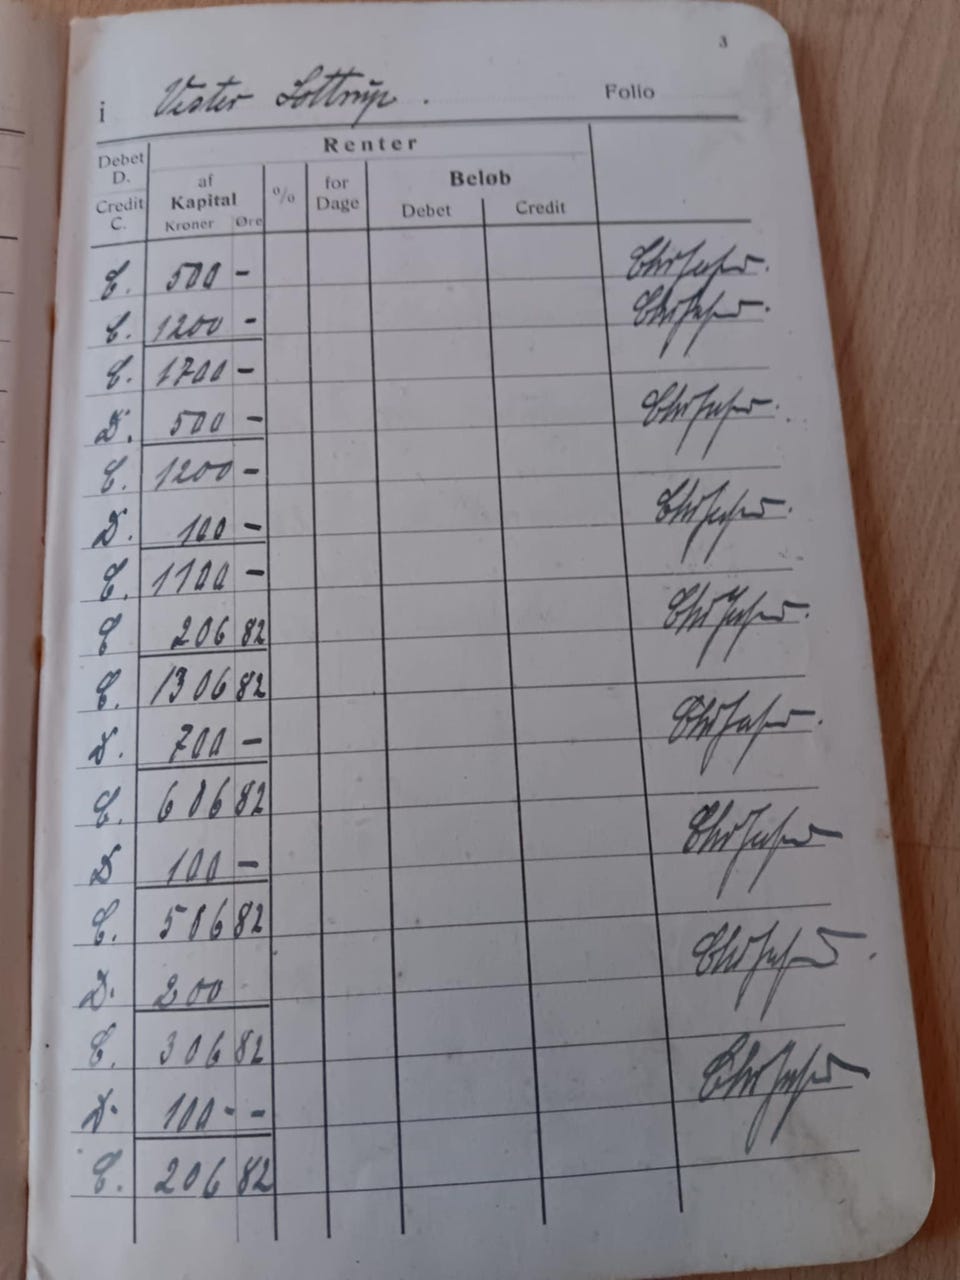 3
i Vester Sottrup. Folio
Renter
Debet D. Credit C.
af Kapital
Kroner Øre
%
for Dage
Beløb
Debet Credit
C. 500 -
C. 1200 -
C. 1700 -
D. 500 -
C. 1200 -
D. 100 -
C. 1100 -
C 206 82
C. 1306 82
D. 700 -
C. 606 82
D 100 -
C. 506 82
D. 200
C. 306 82
D. 100 - -
C. 206 82